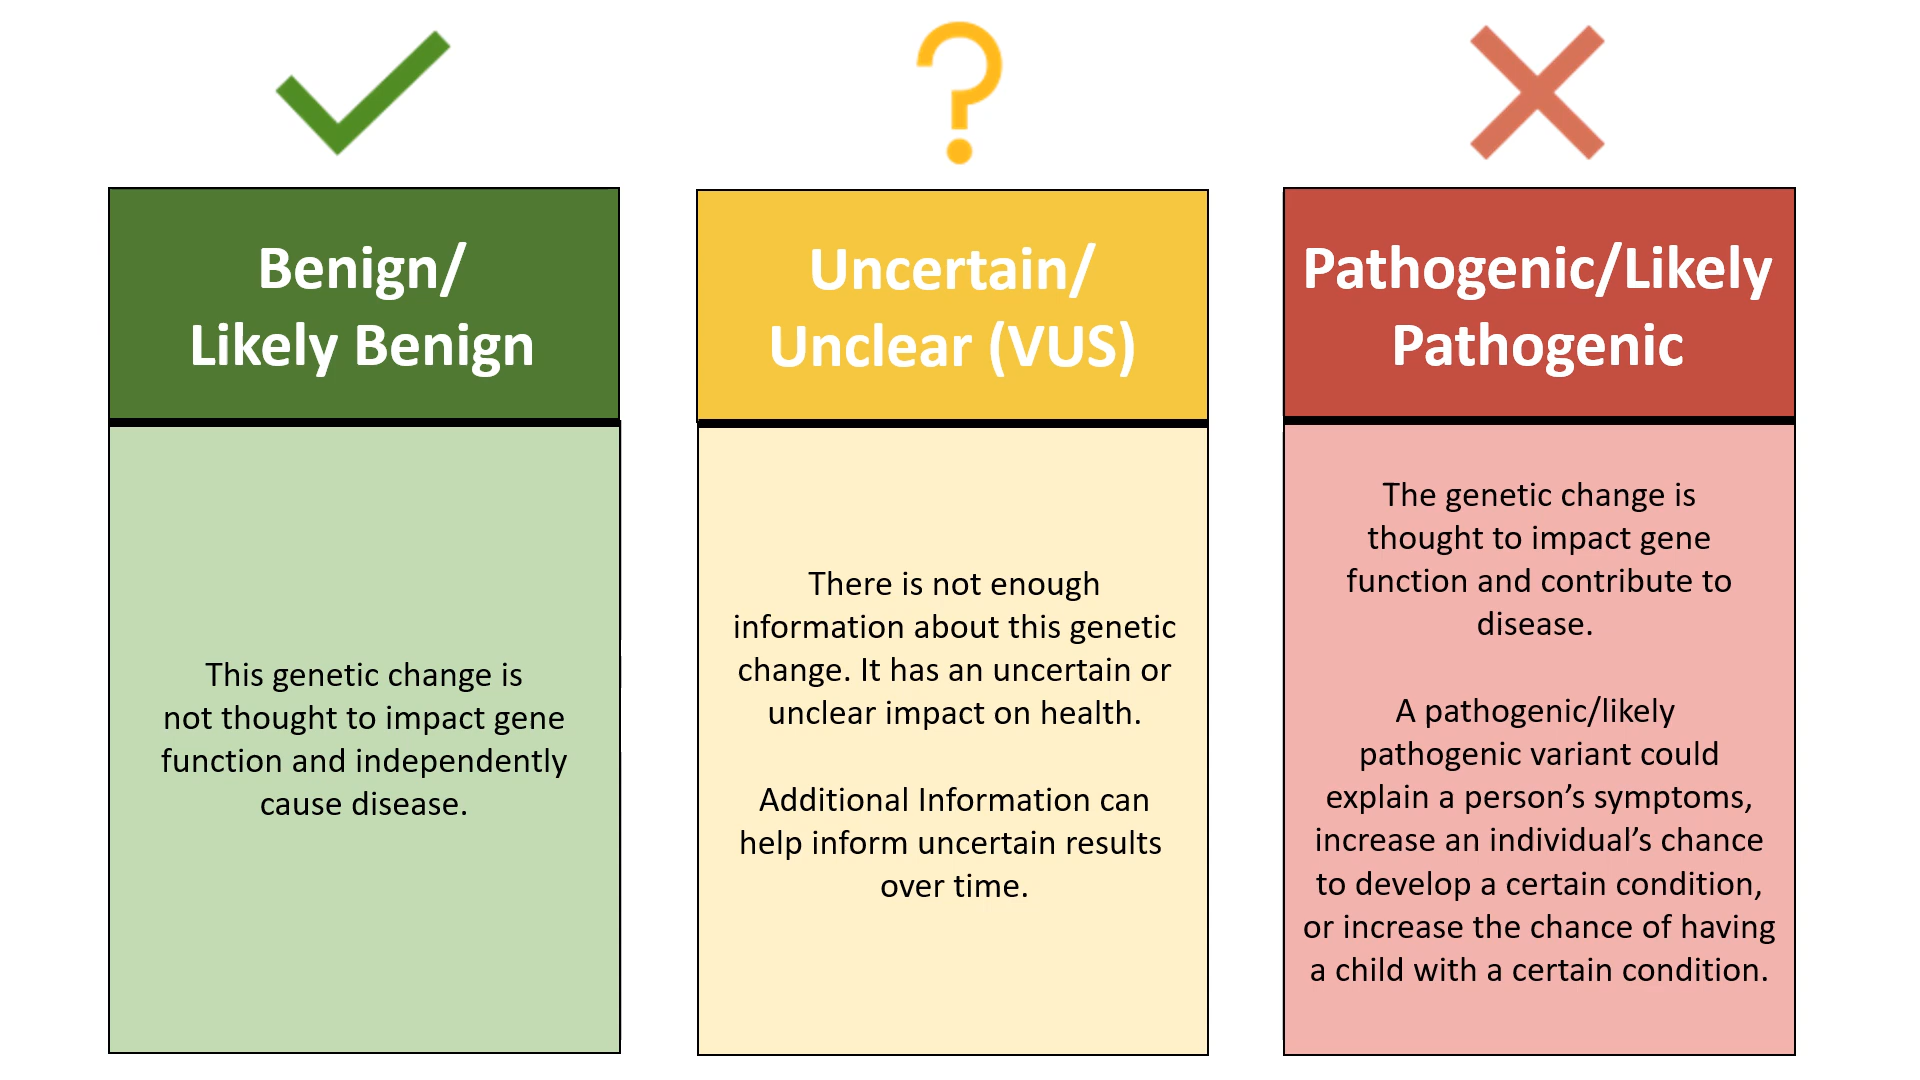 Benign/
Likely Benign
This genetic change is
not thought to impact gene
function and independently
cause disease.
Uncertain/
Unclear (VUS)
There is not enough
information about this genetic
change. It has an uncertain or
unclear impact on health.
Additional Information can
help inform uncertain results
over time.
Pathogenic/Likely
Pathogenic
The genetic change is
thought to impact gene
function and contribute to
disease.
A pathogenic/likely
pathogenic variant could
explain a person’s symptoms,
increase an individual’s chance
to develop a certain condition,
or increase the chance of having
a child with a certain condition.